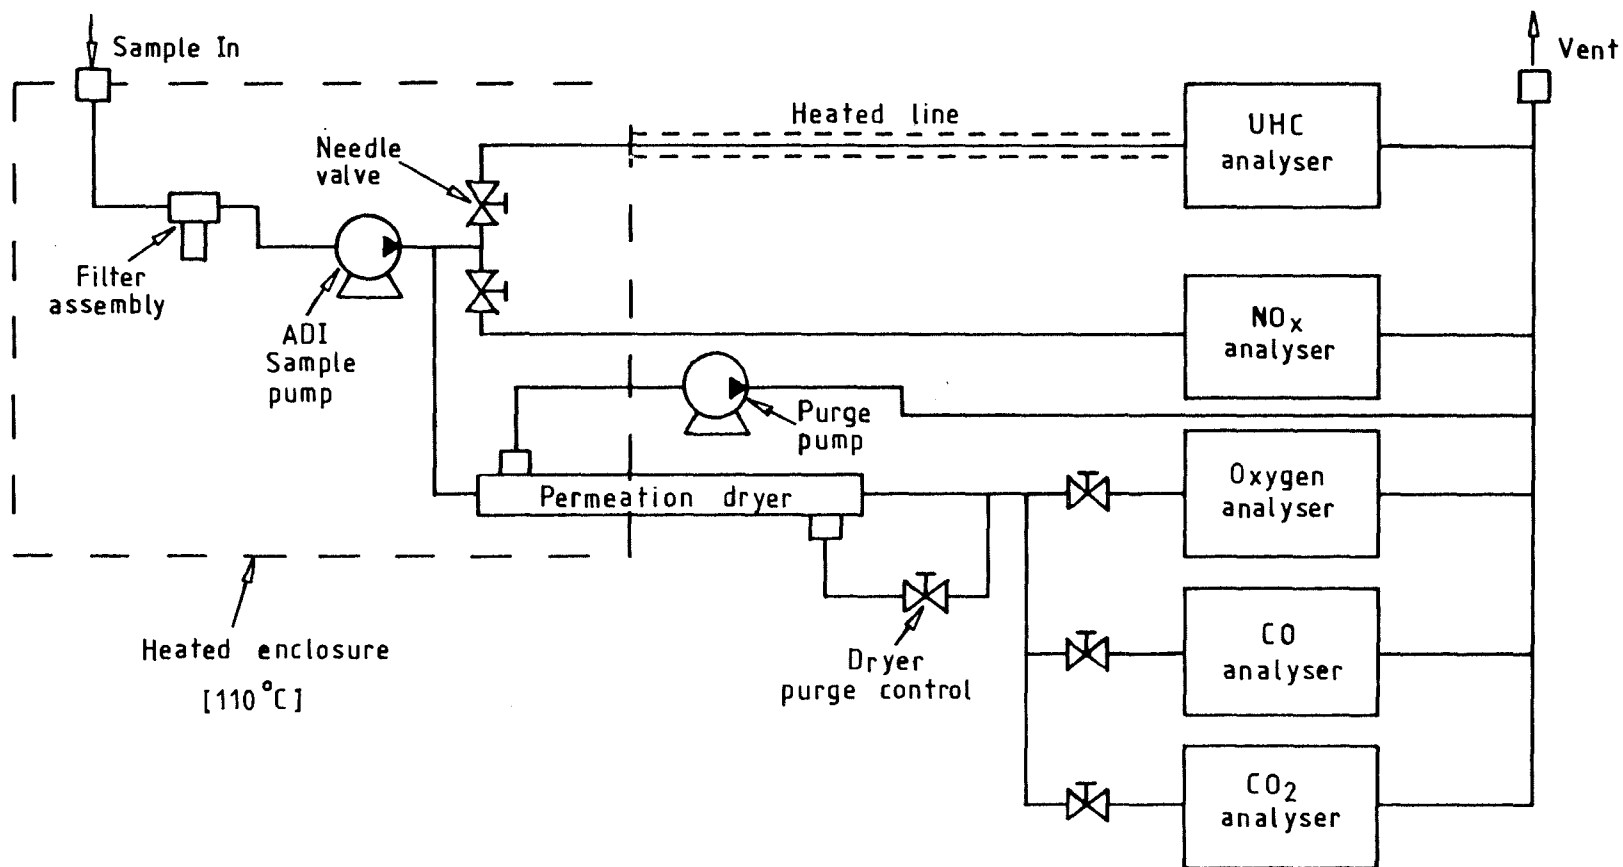 Sample In
Vent
Heated line
UHC
analyser
Needle
valve
Filter
assembly
ADI
Sample
pump
NOx
analyser
Purge
pump
Permeation dryer
Oxygen
analyser
Heated enclosure
[110°C]
Dryer
purge control
CO
analyser
CO2
analyser